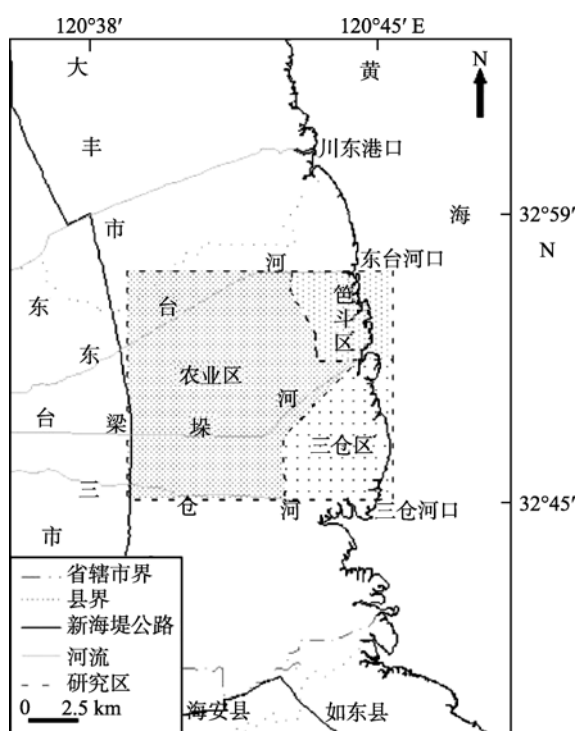 120°38′
120°45′ E
大
黄
N
丰
川东港口
市
海
32°59′
N
河
东台河口
东
台
笆斗区
东
农业区
河
台
梁
垛
三仓区
三
仓
河
三仓河口
32°45′
市
省辖市界
县界
新海堤公路
河流
研究区
0 2.5 km
海安县
如东县